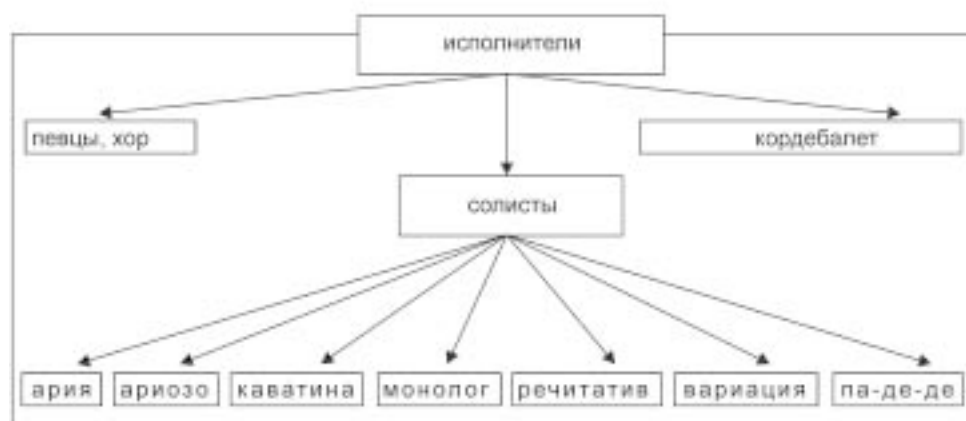 исполнители
певцы, хор
кордебалет
солисты
ария
ариозо
каватина
монолог
речитатив
вариация
па-де-де